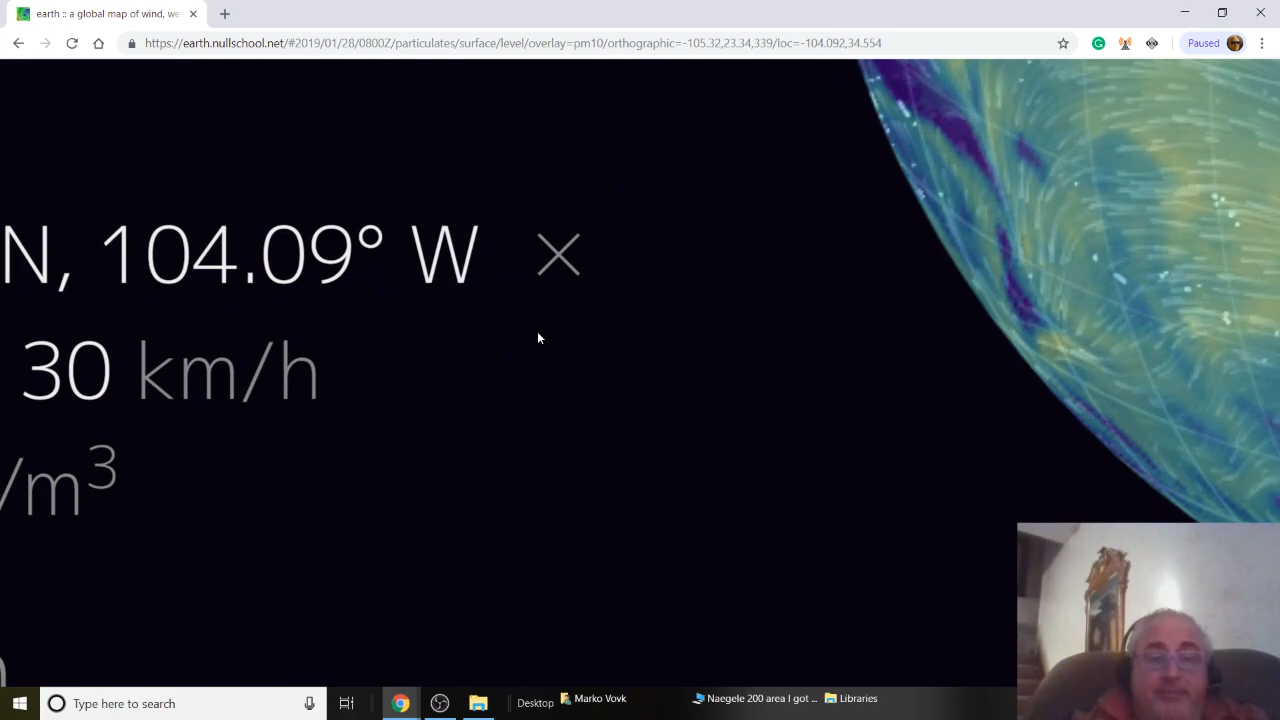 earth :: a global map of wind, we
https://earth.nullschool.net/#2019/01/28/0800Z/particulates/surface/level/overlay=pm10/orthographic=-105.32,23.34,339/loc=-104.092,34.554
Paused
N, 104.09° W
30 km/h
/m³
Type here to search
Desktop
Marko Vovk
Naegele 200 area I got ...
Libraries